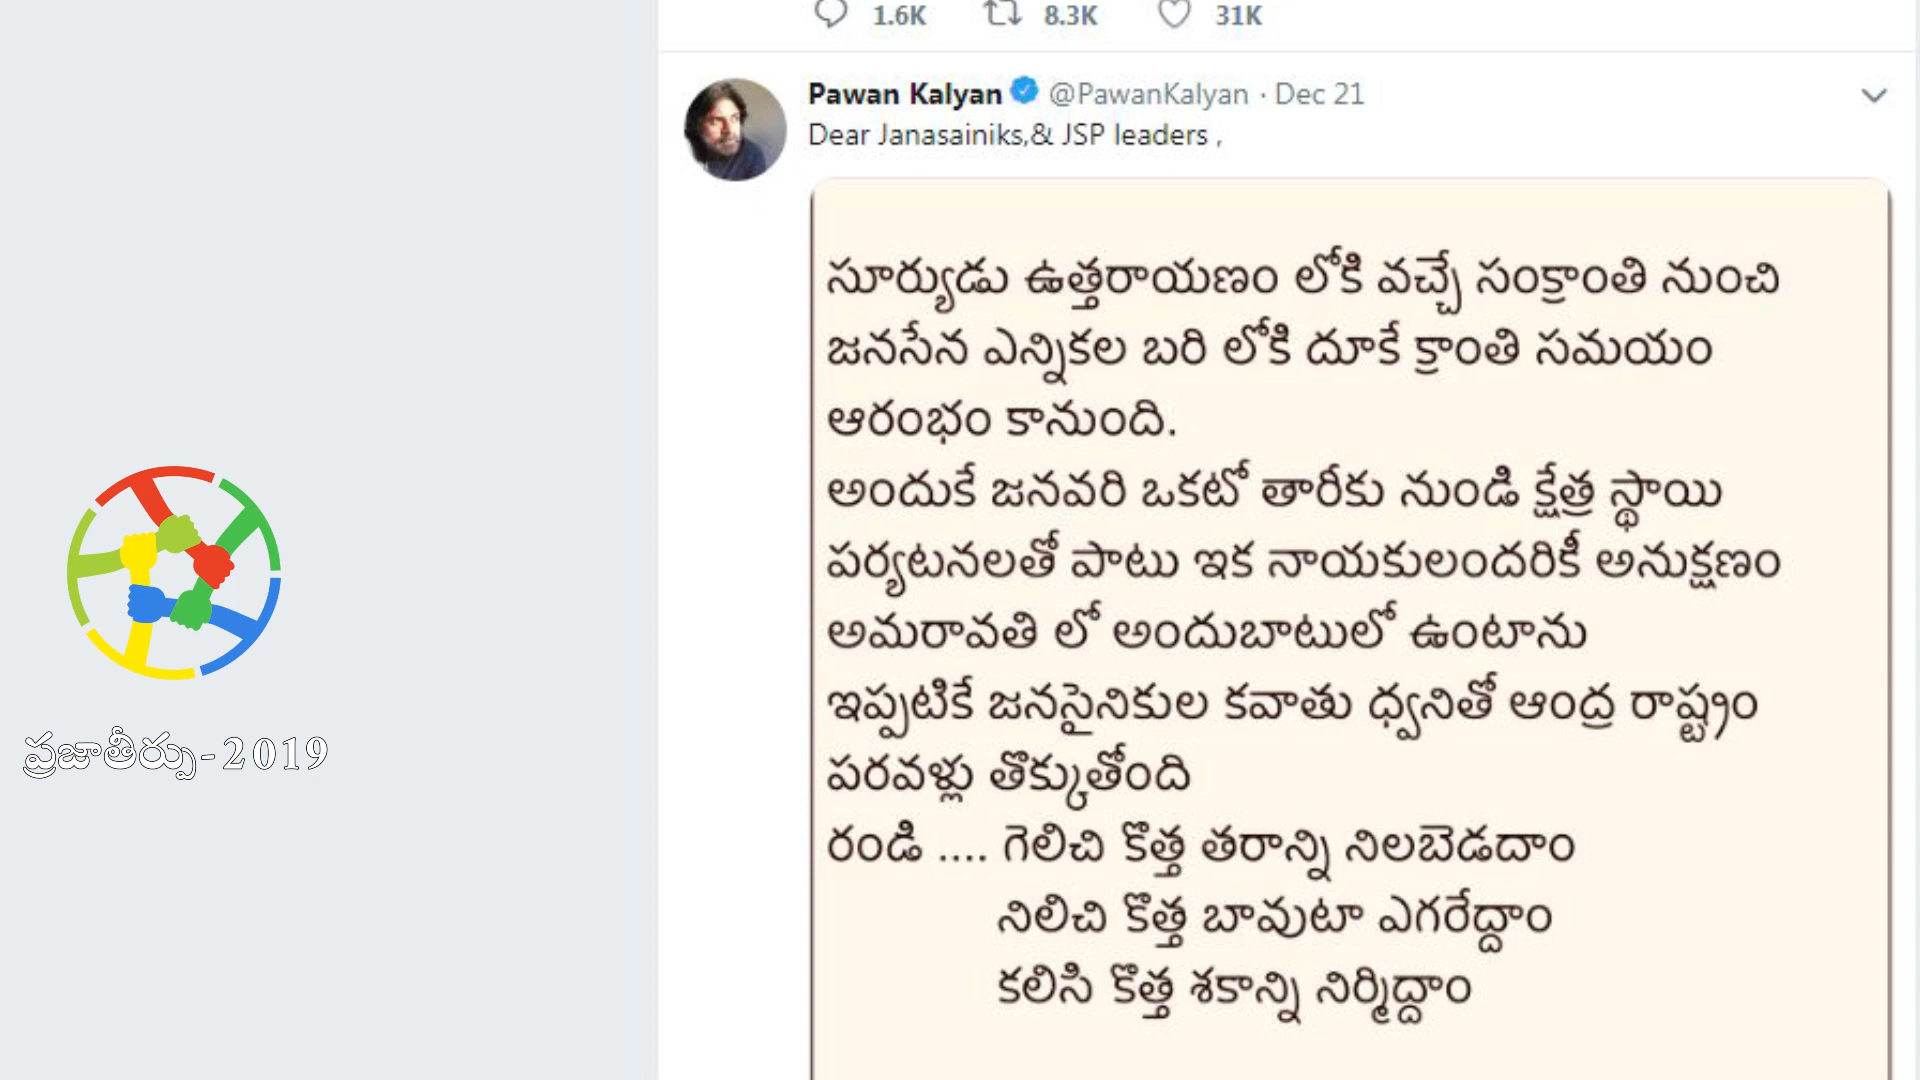 1.6K 8.3K 31K
Pawan Kalyan @PawanKalyan · Dec 21
Dear Janasainiks,& JSP leaders ,
సూర్యుడు ఉత్తరాయణం లోకి వచ్చే సంక్రాంతి నుంచి
జనసేన ఎన్నికల బరి లోకి దూకే క్రాంతి సమయం
ఆరంభం కానుంది.
అందుకే జనవరి ఒకటో తారీకు నుండి క్షేత్ర స్థాయి
పర్యటనలతో పాటు ఇక నాయకులందరికీ అనుక్షణం
అమరావతి లో అందుబాటులో ఉంటాను
ఇప్పటికే జనసైనికుల కవాతు ధ్వనితో ఆంద్ర రాష్ట్రం
పరవళ్లు తొక్కుతోంది
రండి .... గెలిచి కొత్త తరాన్ని నిలబెడదాం
నిలిచి కొత్త బావుటా ఎగరేద్దాం
కలిసి కొత్త శకాన్ని నిర్మిద్దాం
ప్రజాతీర్పు-2019